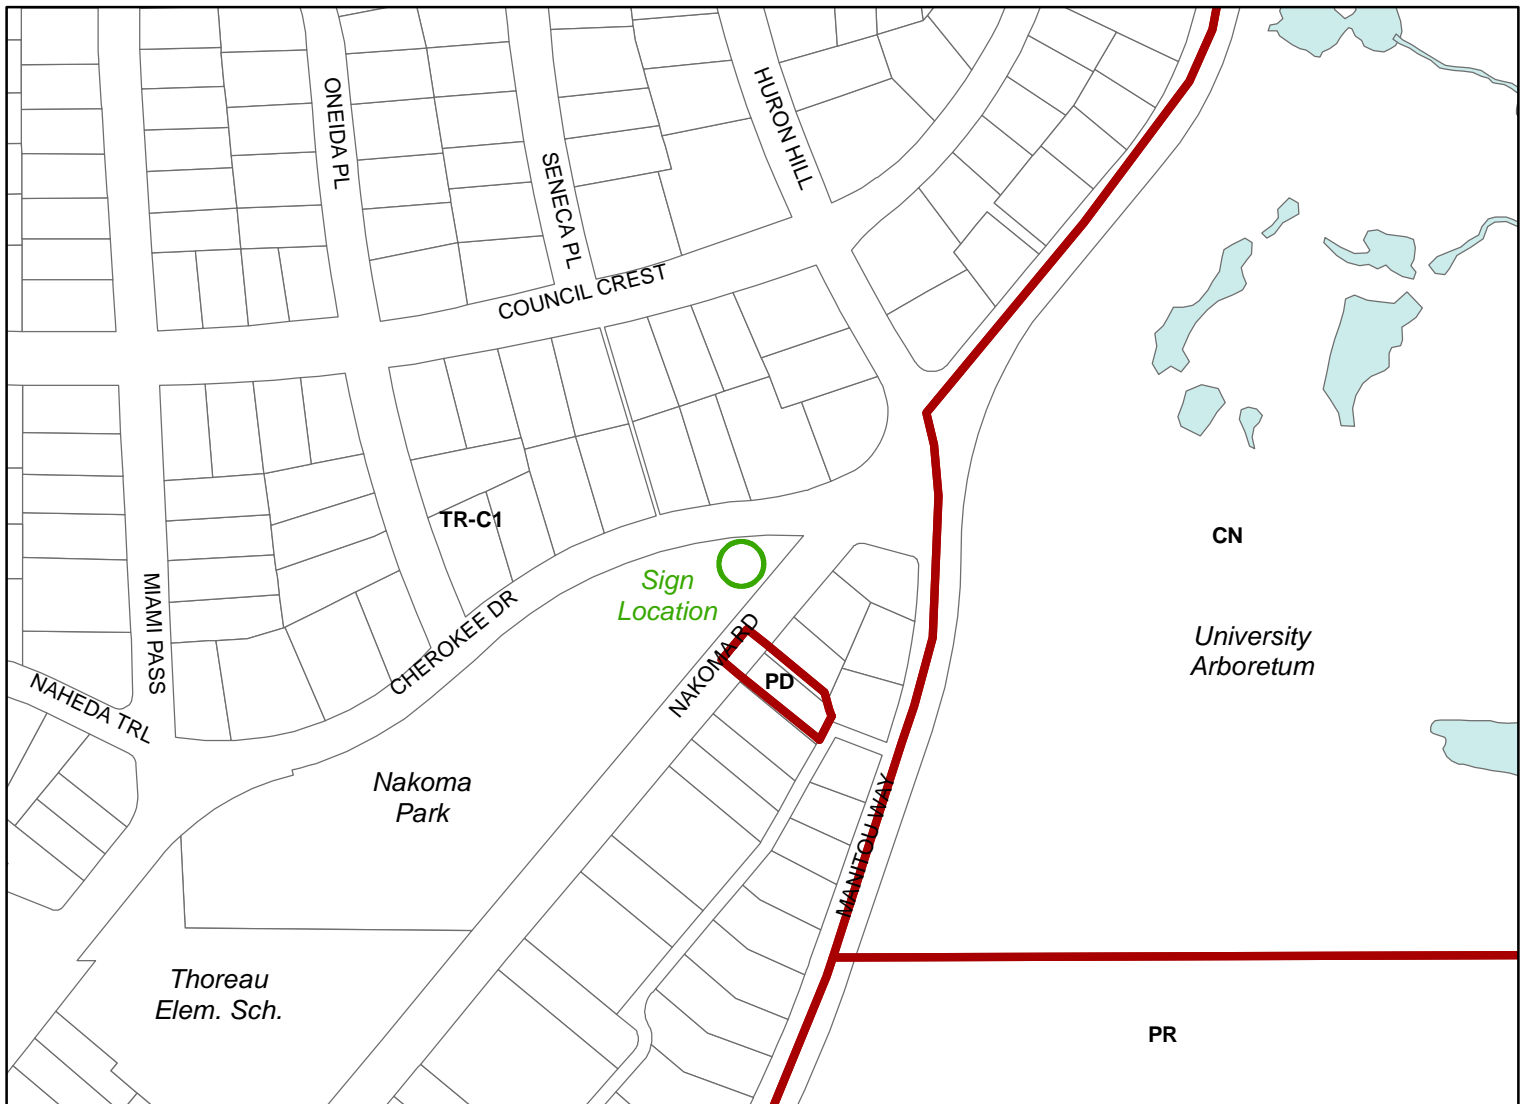 ONEIDA PL
HURON HILL
SENECA PL
COUNCIL CREST
TR-C1
CN
Sign
Location
MIAMI PASS
CHEROKEE DR
NAKOMA RD
University
Arboretum
PD
NAHEDA TRL
Nakoma
Park
MANITOU WAY
Thoreau
Elem. Sch.
PR